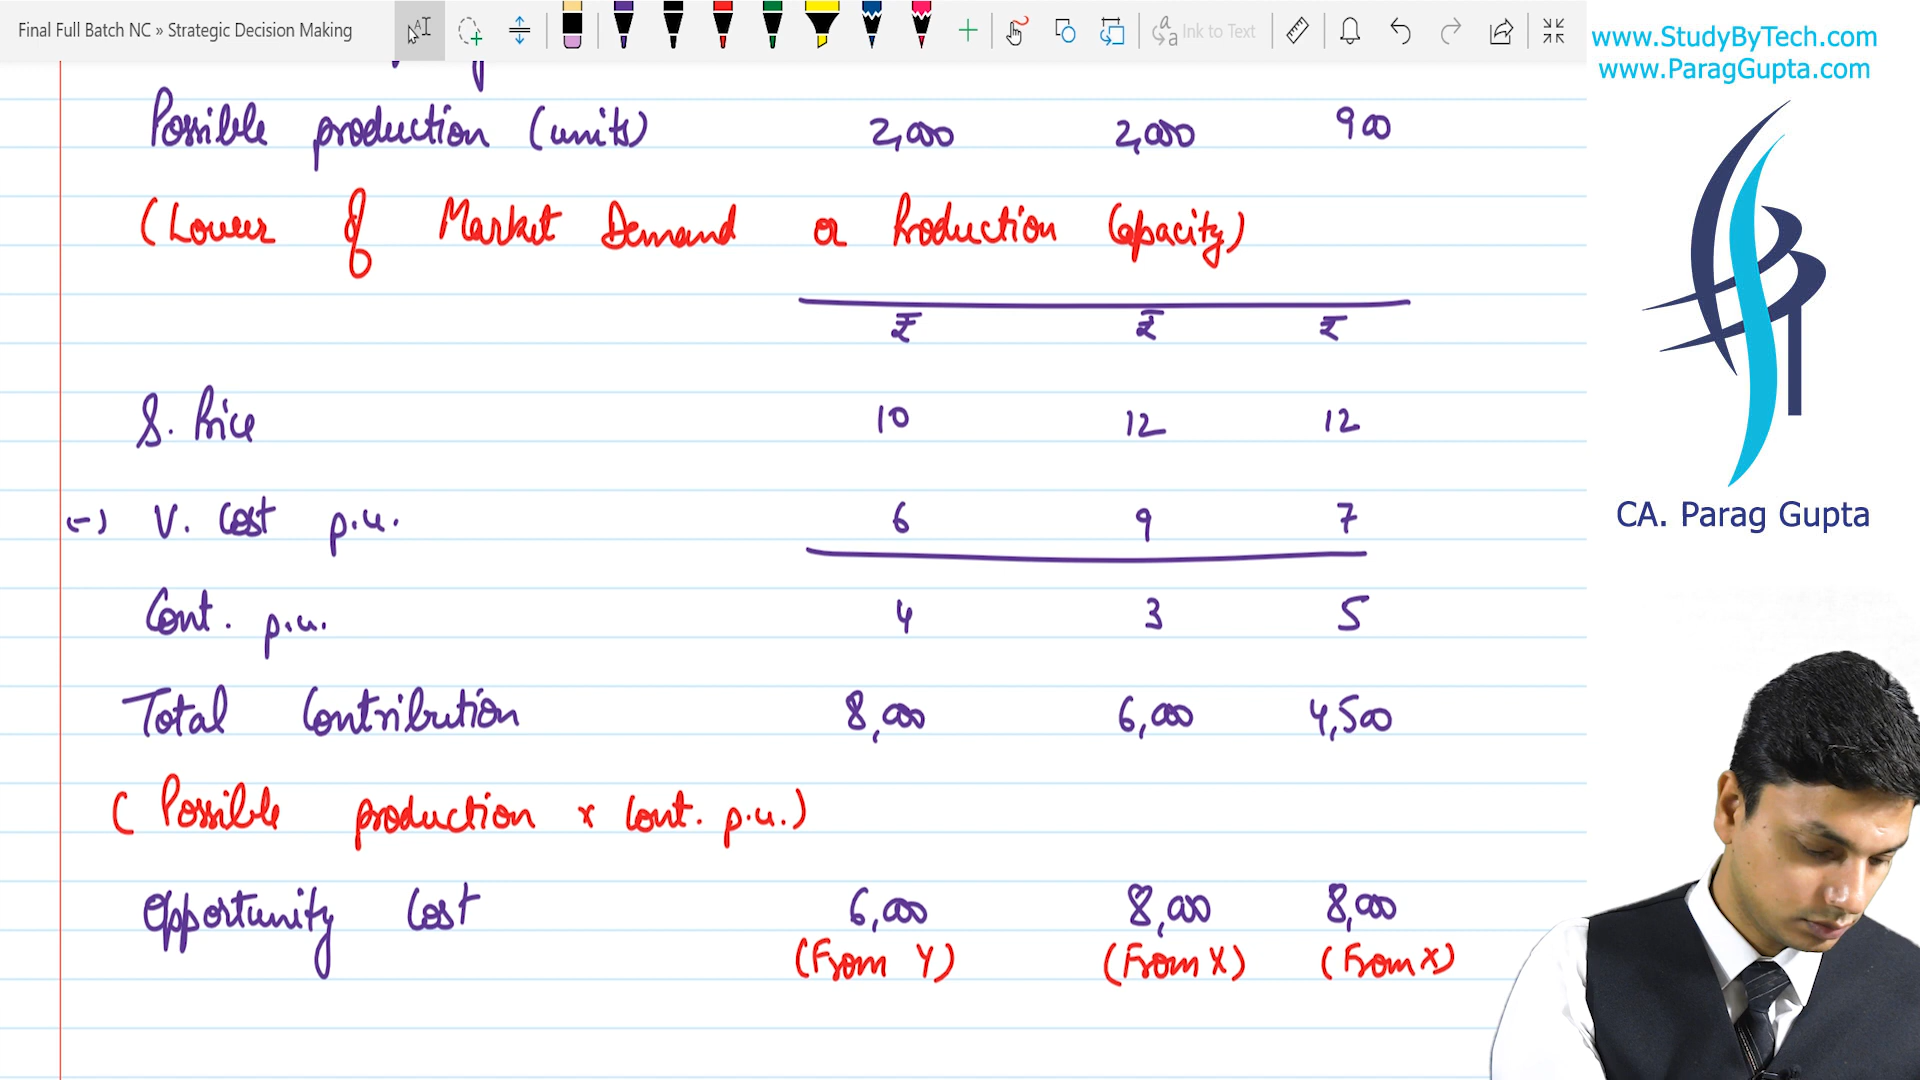 Final Full Batch NC » Strategic Decision Making
Ink to Text
www.StudyByTech.com
www.ParagGupta.com
Possible production (units) 2,000 2,000 900
(Lower of Market Demand or Production Capacity)
₹ ₹ ₹
S. Price 10 12 12
(-) V. Cost p.u. 6 9 7
Cont. p.u. 4 3 5
Total Contribution 8,000 6,000 4,500
(Possible production x Cont. p.u.)
Opportunity Cost 6,000 8,000 8,000
(From Y) (From X) (From X)
CA. Parag Gupta